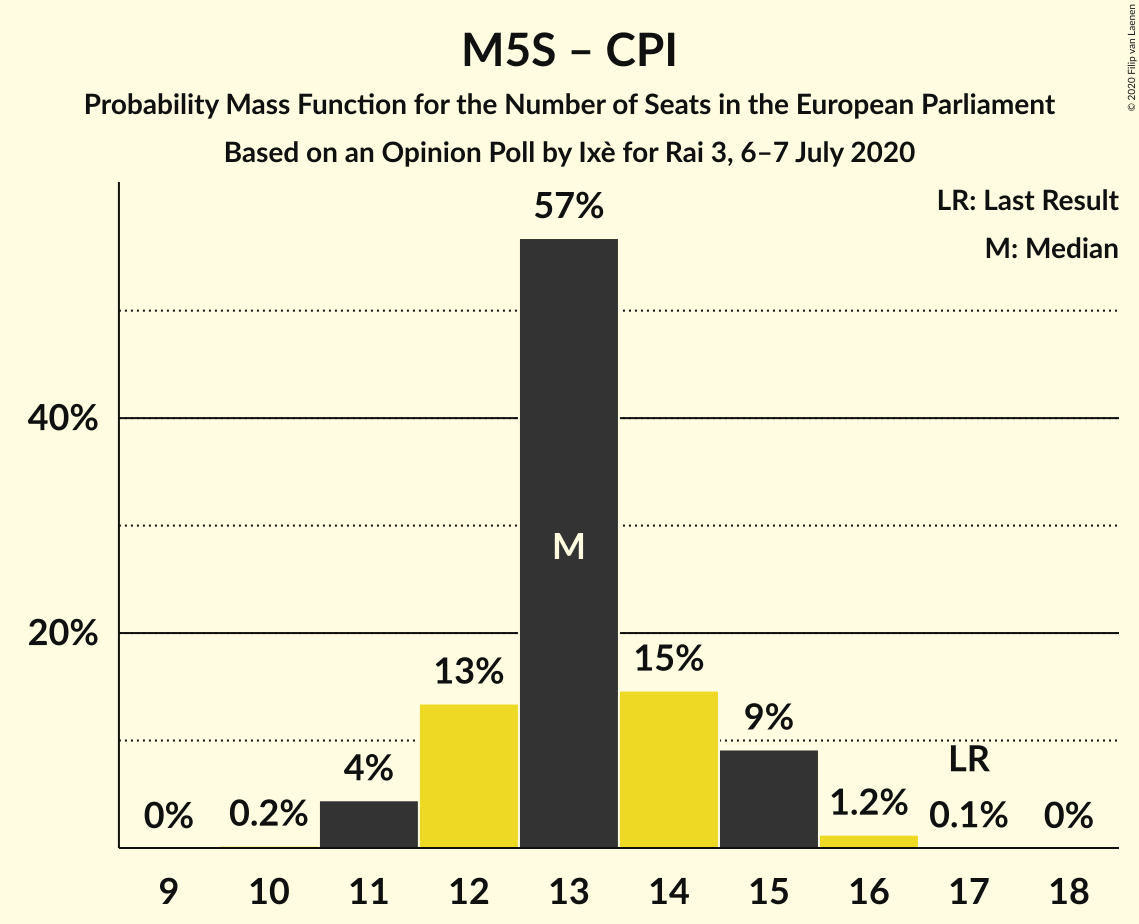 M5S – CPI
Probability Mass Function for the Number of Seats in the European Parliament
Based on an Opinion Poll by Ixè for Rai 3, 6–7 July 2020
© 2020 Filip van Laenen
LR: Last Result
M: Median
40%
20%
0%
0.2%
4%
13%
57%
M
15%
9%
1.2%
LR
0.1%
0%
9 10 11 12 13 14 15 16 17 18